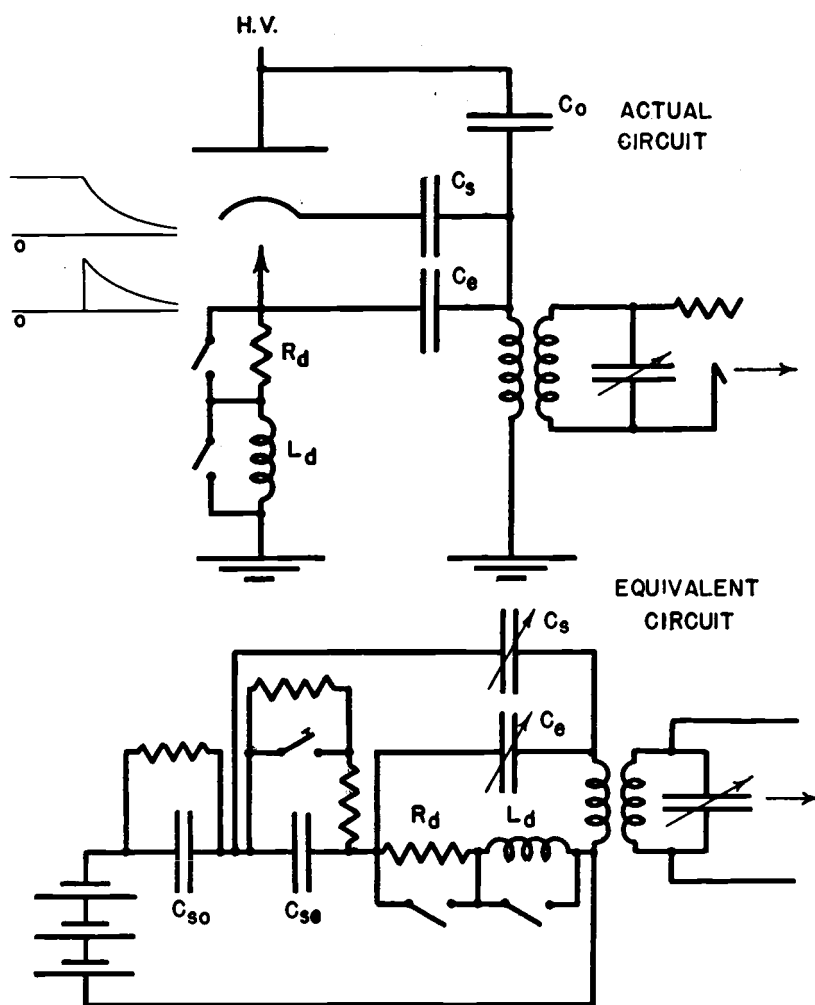 H.V.
Co
ACTUAL
CIRCUIT
Cs
O
Ce
O
Rd
Ld
EQUIVALENT
CIRCUIT
Cs
Ce
Rd
Ld
Cso
Cse